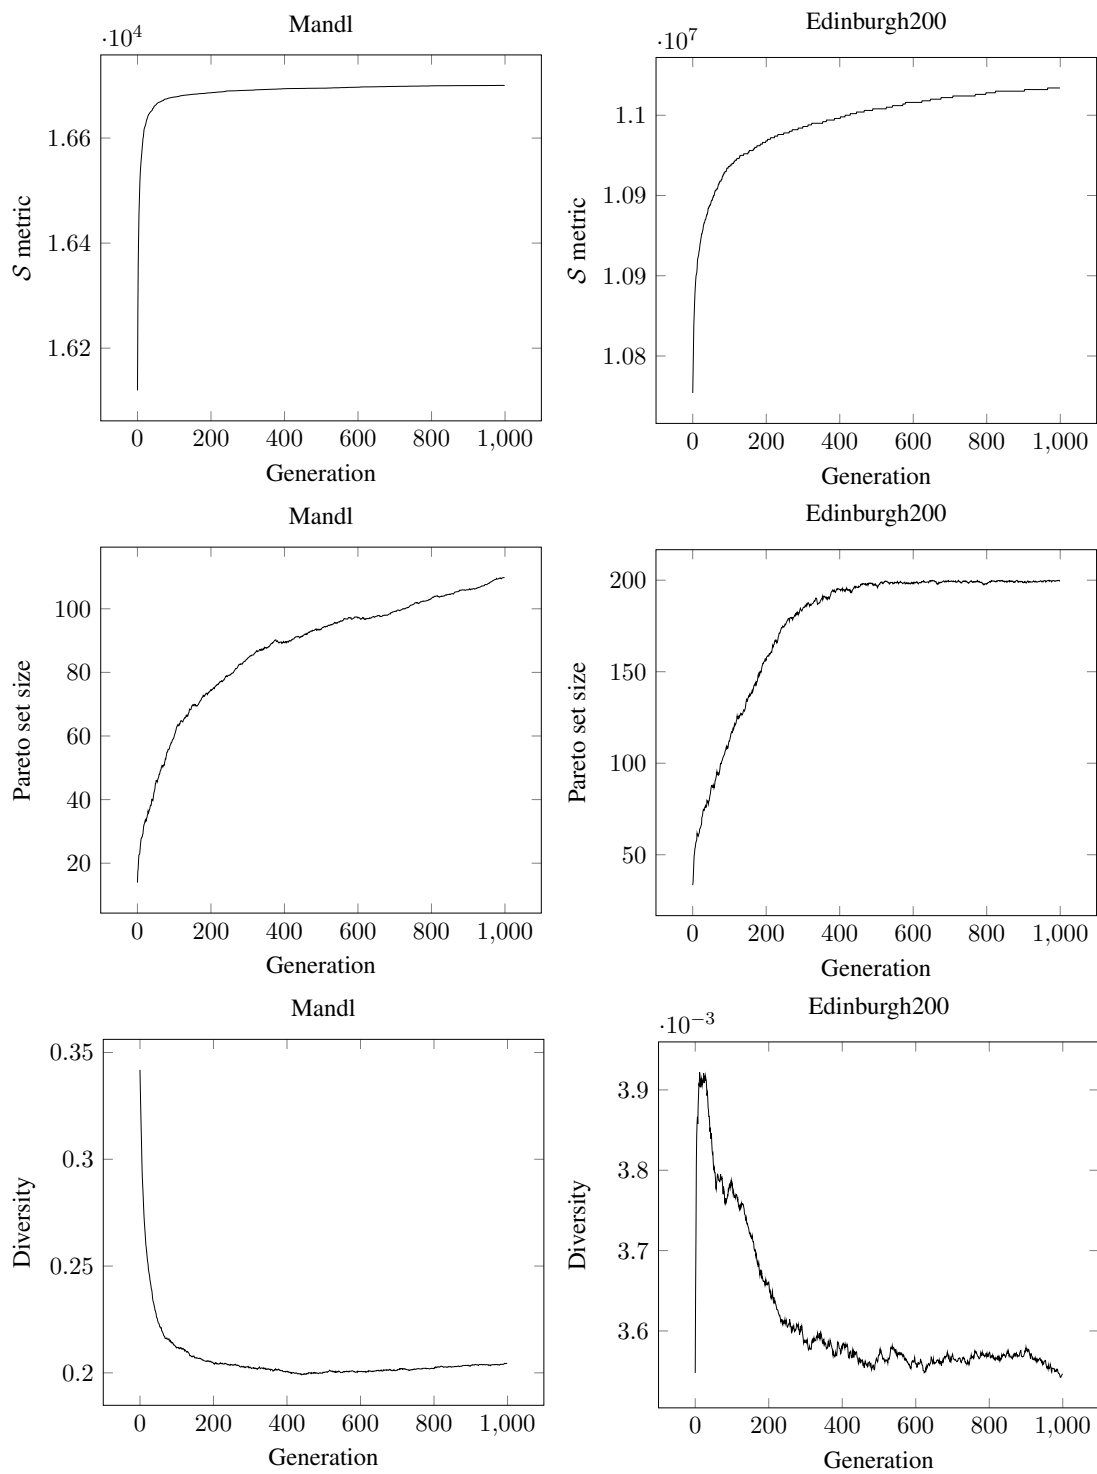 Mandl
·10^4
1.66
1.64
1.62
S metric
0 200 400 600 800 1,000
Generation
Edinburgh200
·10^7
1.1
1.09
1.09
1.08
S metric
0 200 400 600 800 1,000
Generation
Mandl
100
80
60
40
20
Pareto set size
0 200 400 600 800 1,000
Generation
Edinburgh200
200
150
100
50
Pareto set size
0 200 400 600 800 1,000
Generation
Mandl
0.35
0.3
0.25
0.2
Diversity
0 200 400 600 800 1,000
Generation
Edinburgh200
·10^−3
3.9
3.8
3.7
3.6
Diversity
0 200 400 600 800 1,000
Generation